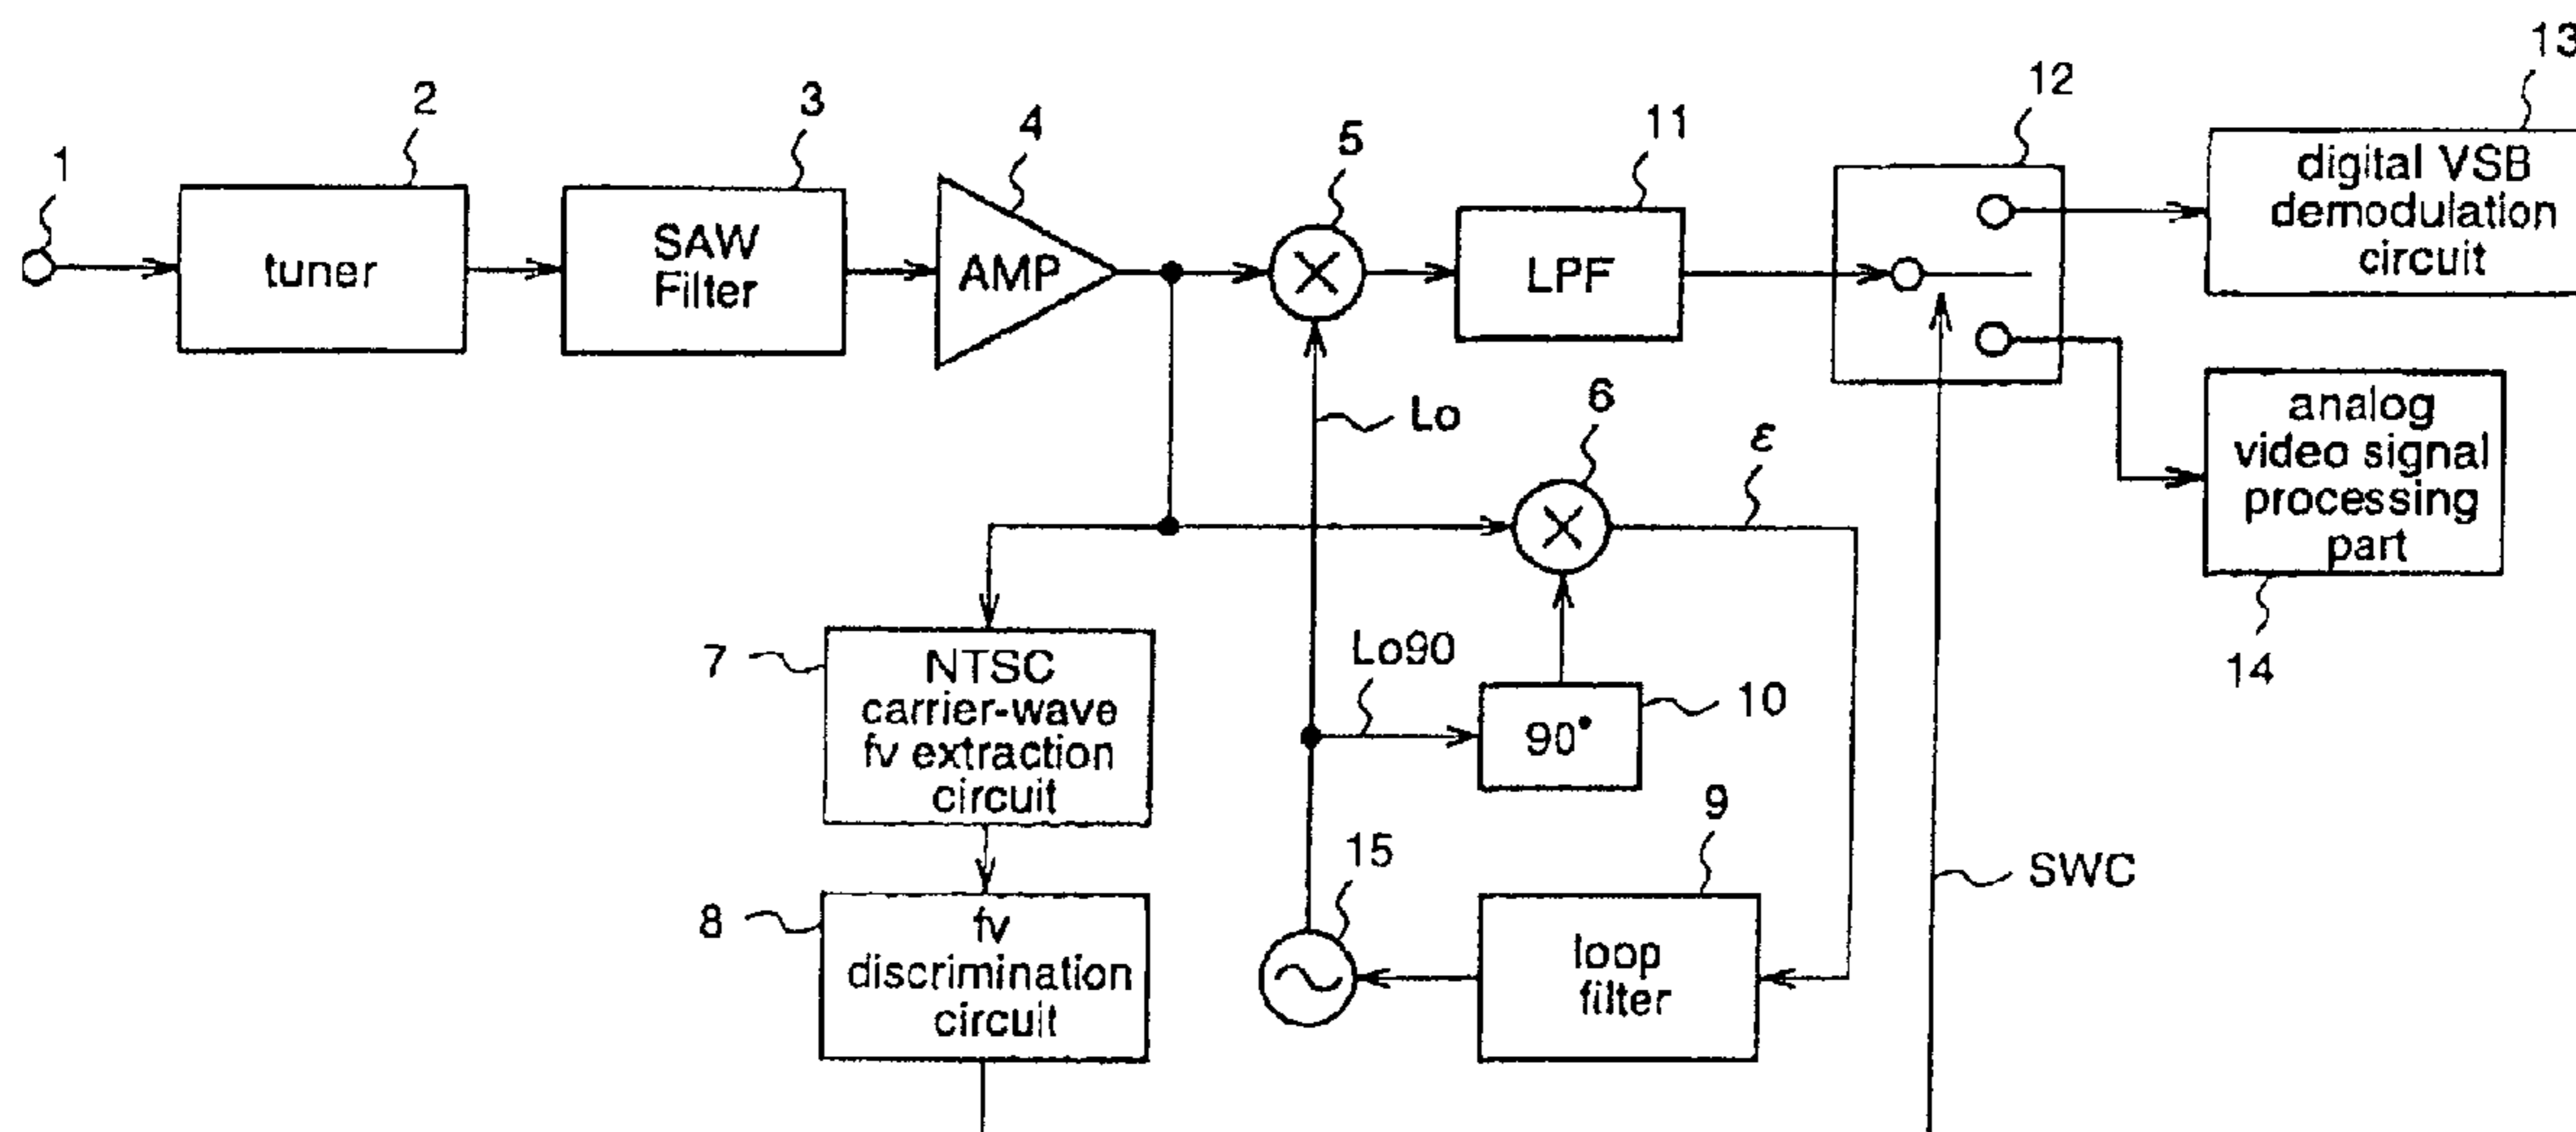 1
2
3
4
5
11
12
13
tuner
SAW
Filter
AMP
LPF
digital VSB
demodulation
circuit
Lo
6
ε
analog
video signal
processing
part
14
7
NTSC
carrier-wave
fv extraction
circuit
Lo90
90°
10
15
9
SWC
8
fv
discrimination
circuit
loop
filter